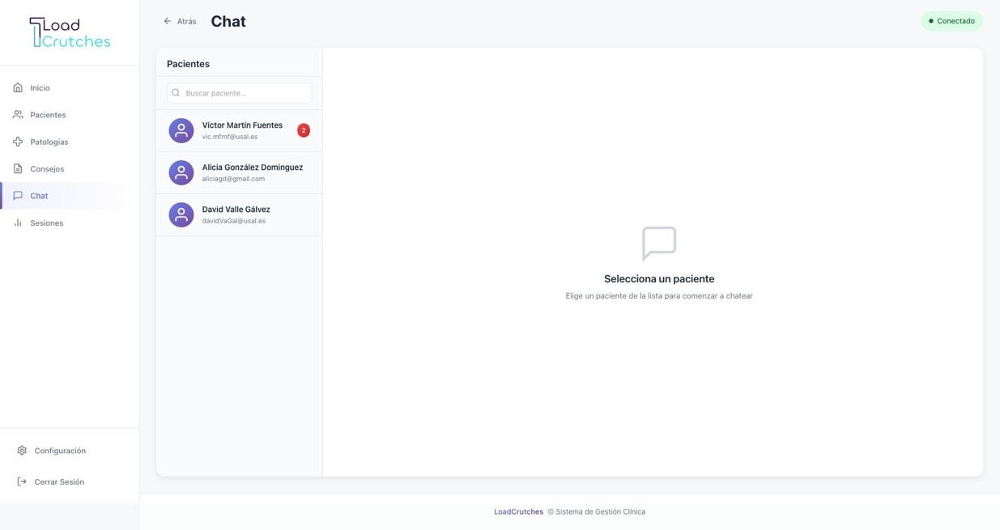 Load
Crutches
Inicio
Pacientes
Patologías
Consejos
Chat
Sesiones
Configuración
Cerrar Sesión
Atrás
Chat
Conectado
Pacientes
Buscar paciente...
Víctor Martín Fuentes
vic.mfmf@usal.es
2
Alicia González Dominguez
aliciagd@gmail.com
David Valle Gálvez
davidVaGal@usal.es
Selecciona un paciente
Elige un paciente de la lista para comenzar a chatear
LoadCrutches © Sistema de Gestión Clínica